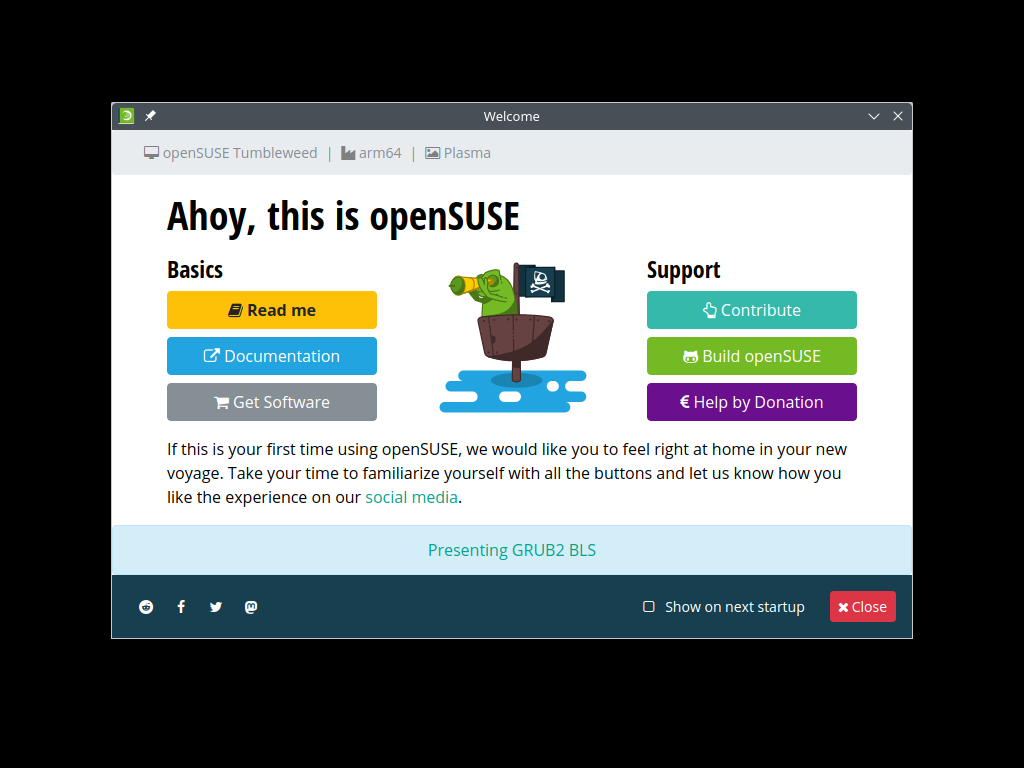 Welcome
openSUSE Tumbleweed | arm64 | Plasma
Ahoy, this is openSUSE
Basics
Read me
Documentation
Get Software
Support
Contribute
Build openSUSE
€ Help by Donation
If this is your first time using openSUSE, we would like you to feel right at home in your new
voyage. Take your time to familiarize yourself with all the buttons and let us know how you
like the experience on our social media.
Presenting GRUB2 BLS
Show on next startup
Close